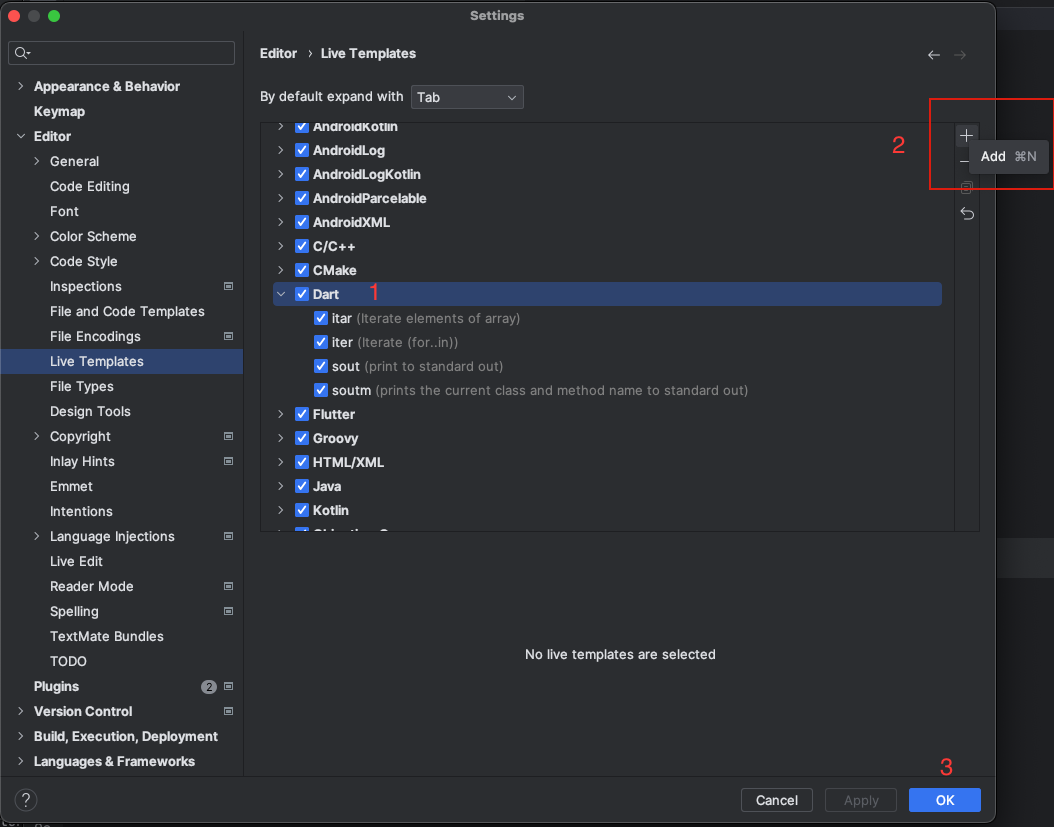 Settings
Editor › Live Templates
Appearance & Behavior
Keymap
Editor
General
Code Editing
Font
Color Scheme
Code Style
Inspections
File and Code Templates
File Encodings
Live Templates
File Types
Design Tools
Copyright
Inlay Hints
Emmet
Intentions
Language Injections
Live Edit
Reader Mode
Spelling
TextMate Bundles
TODO
Plugins 2
Version Control
Build, Execution, Deployment
Languages & Frameworks
By default expand with Tab
AndroidKotlin
AndroidLog
AndroidLogKotlin
AndroidParcelable
AndroidXML
C/C++
CMake
Dart 1
itar (Iterate elements of array)
iter (Iterate (for..in))
sout (print to standard out)
soutm (prints the current class and method name to standard out)
Flutter
Groovy
HTML/XML
Java
Kotlin
2
Add ⌘N
No live templates are selected
3
?
Cancel
Apply
OK